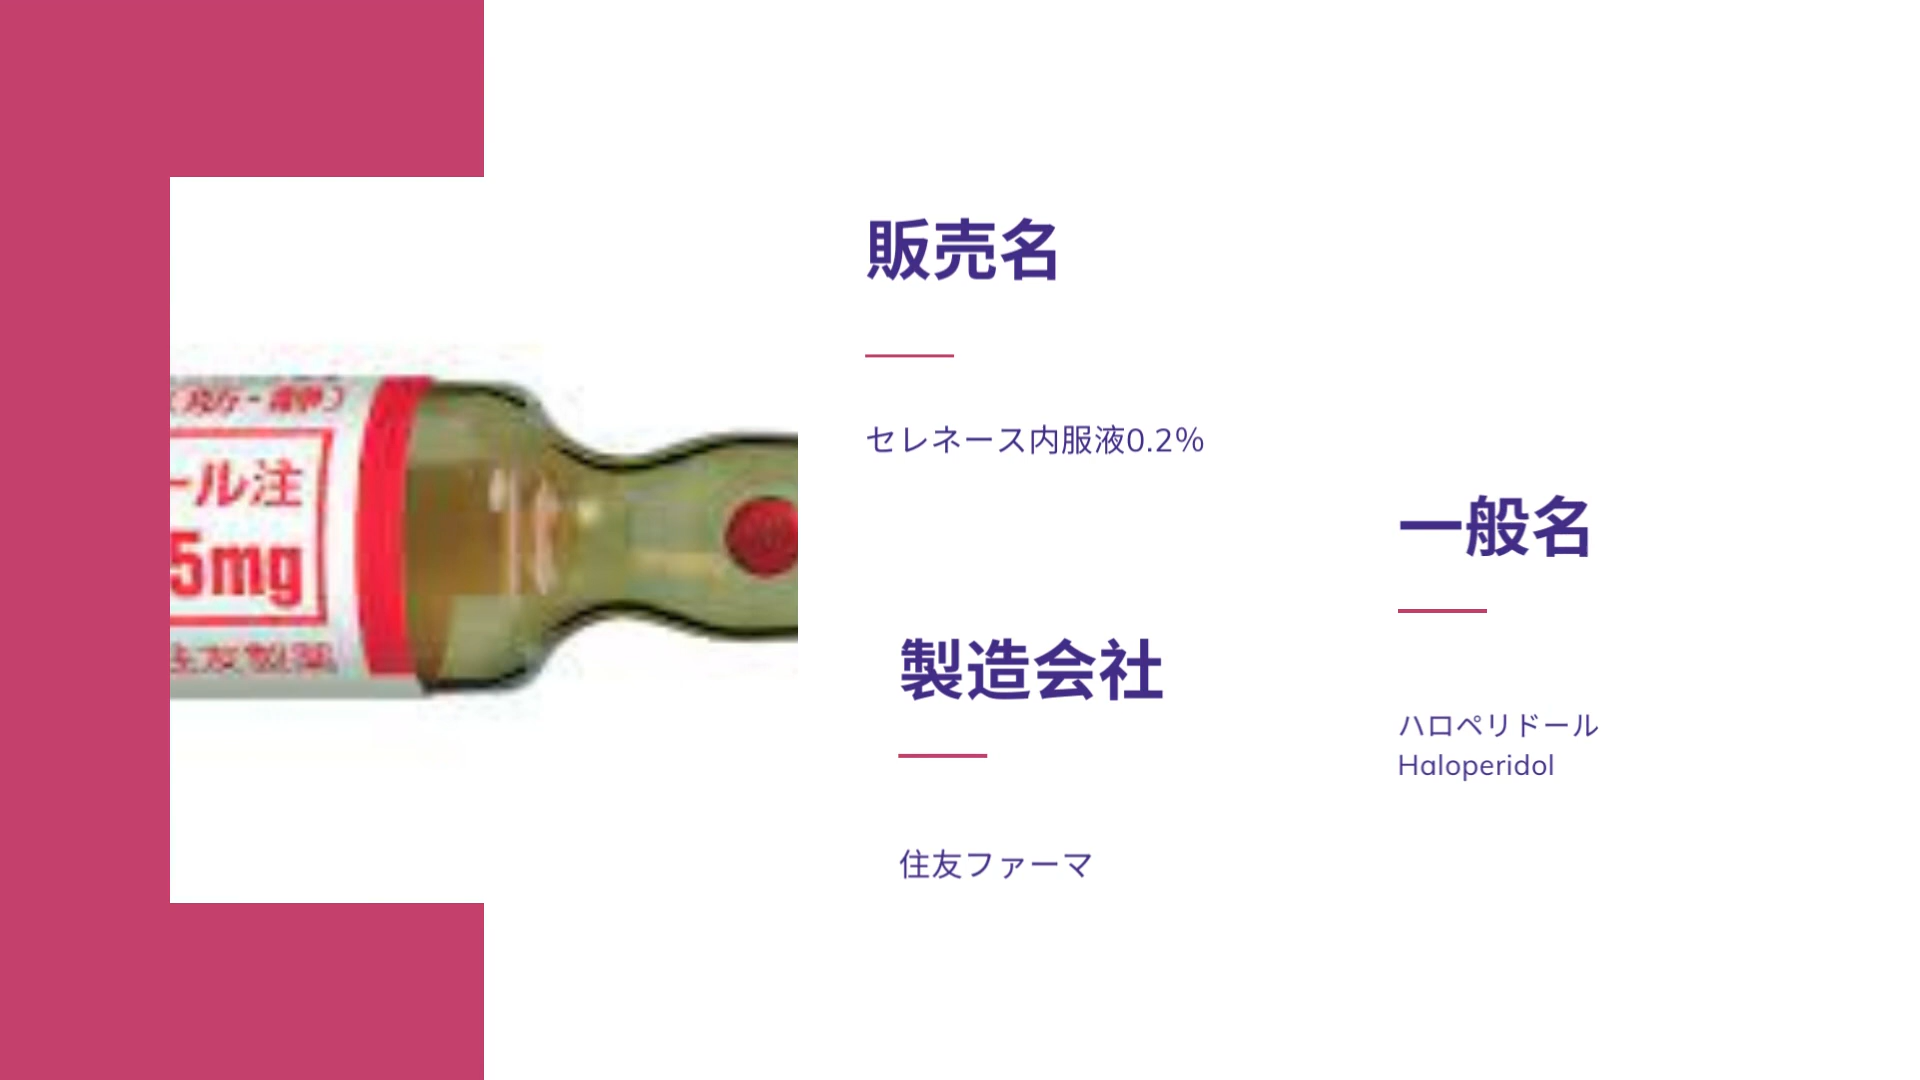 販売名
セレネース内服液0.2%
製造会社
住友ファーマ
一般名
ハロペリドール
Haloperidol
ール注
5mg